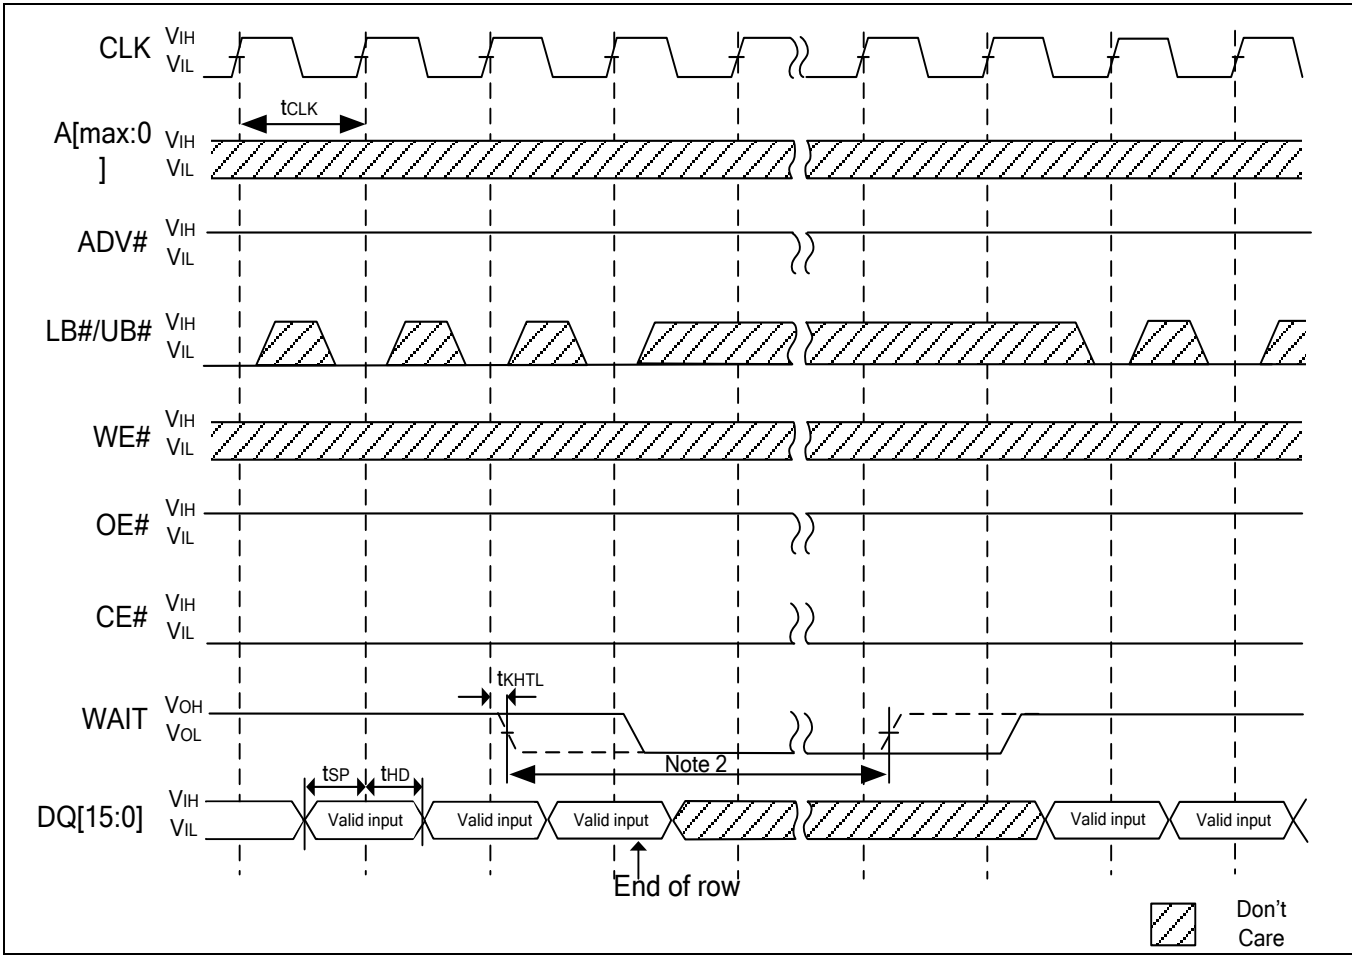 CLK VIH
VIL
tCLK
A[max:0
] VIH
VIL
ADV# VIH
VIL
LB#/UB# VIH
VIL
WE# VIH
VIL
OE# VIH
VIL
CE# VIH
VIL
tKHTL
WAIT VOH
VOL
Note 2
tSP tHD
DQ[15:0] VIH
VIL
Valid input Valid input Valid input Valid input Valid input
End of row
Don't
Care